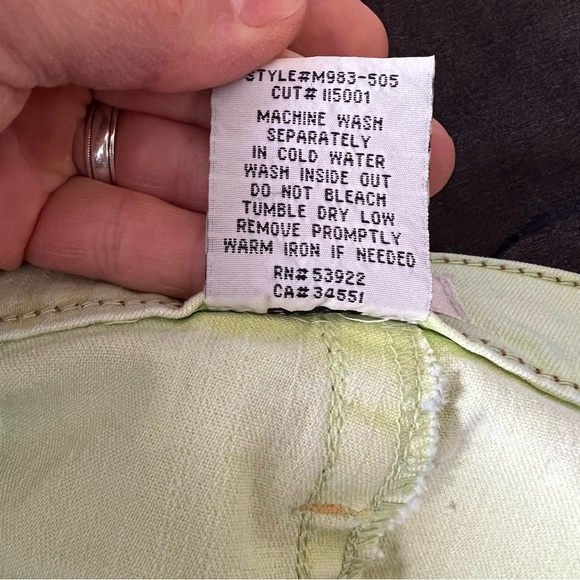 STYLE#M983-505
CUT# 115001
MACHINE WASH
SEPARATELY
IN COLD WATER
WASH INSIDE OUT
DO NOT BLEACH
TUMBLE DRY LOW
REMOVE PROMPTLY
WARM IRON IF NEEDED
RN# 53922
CA# 34551